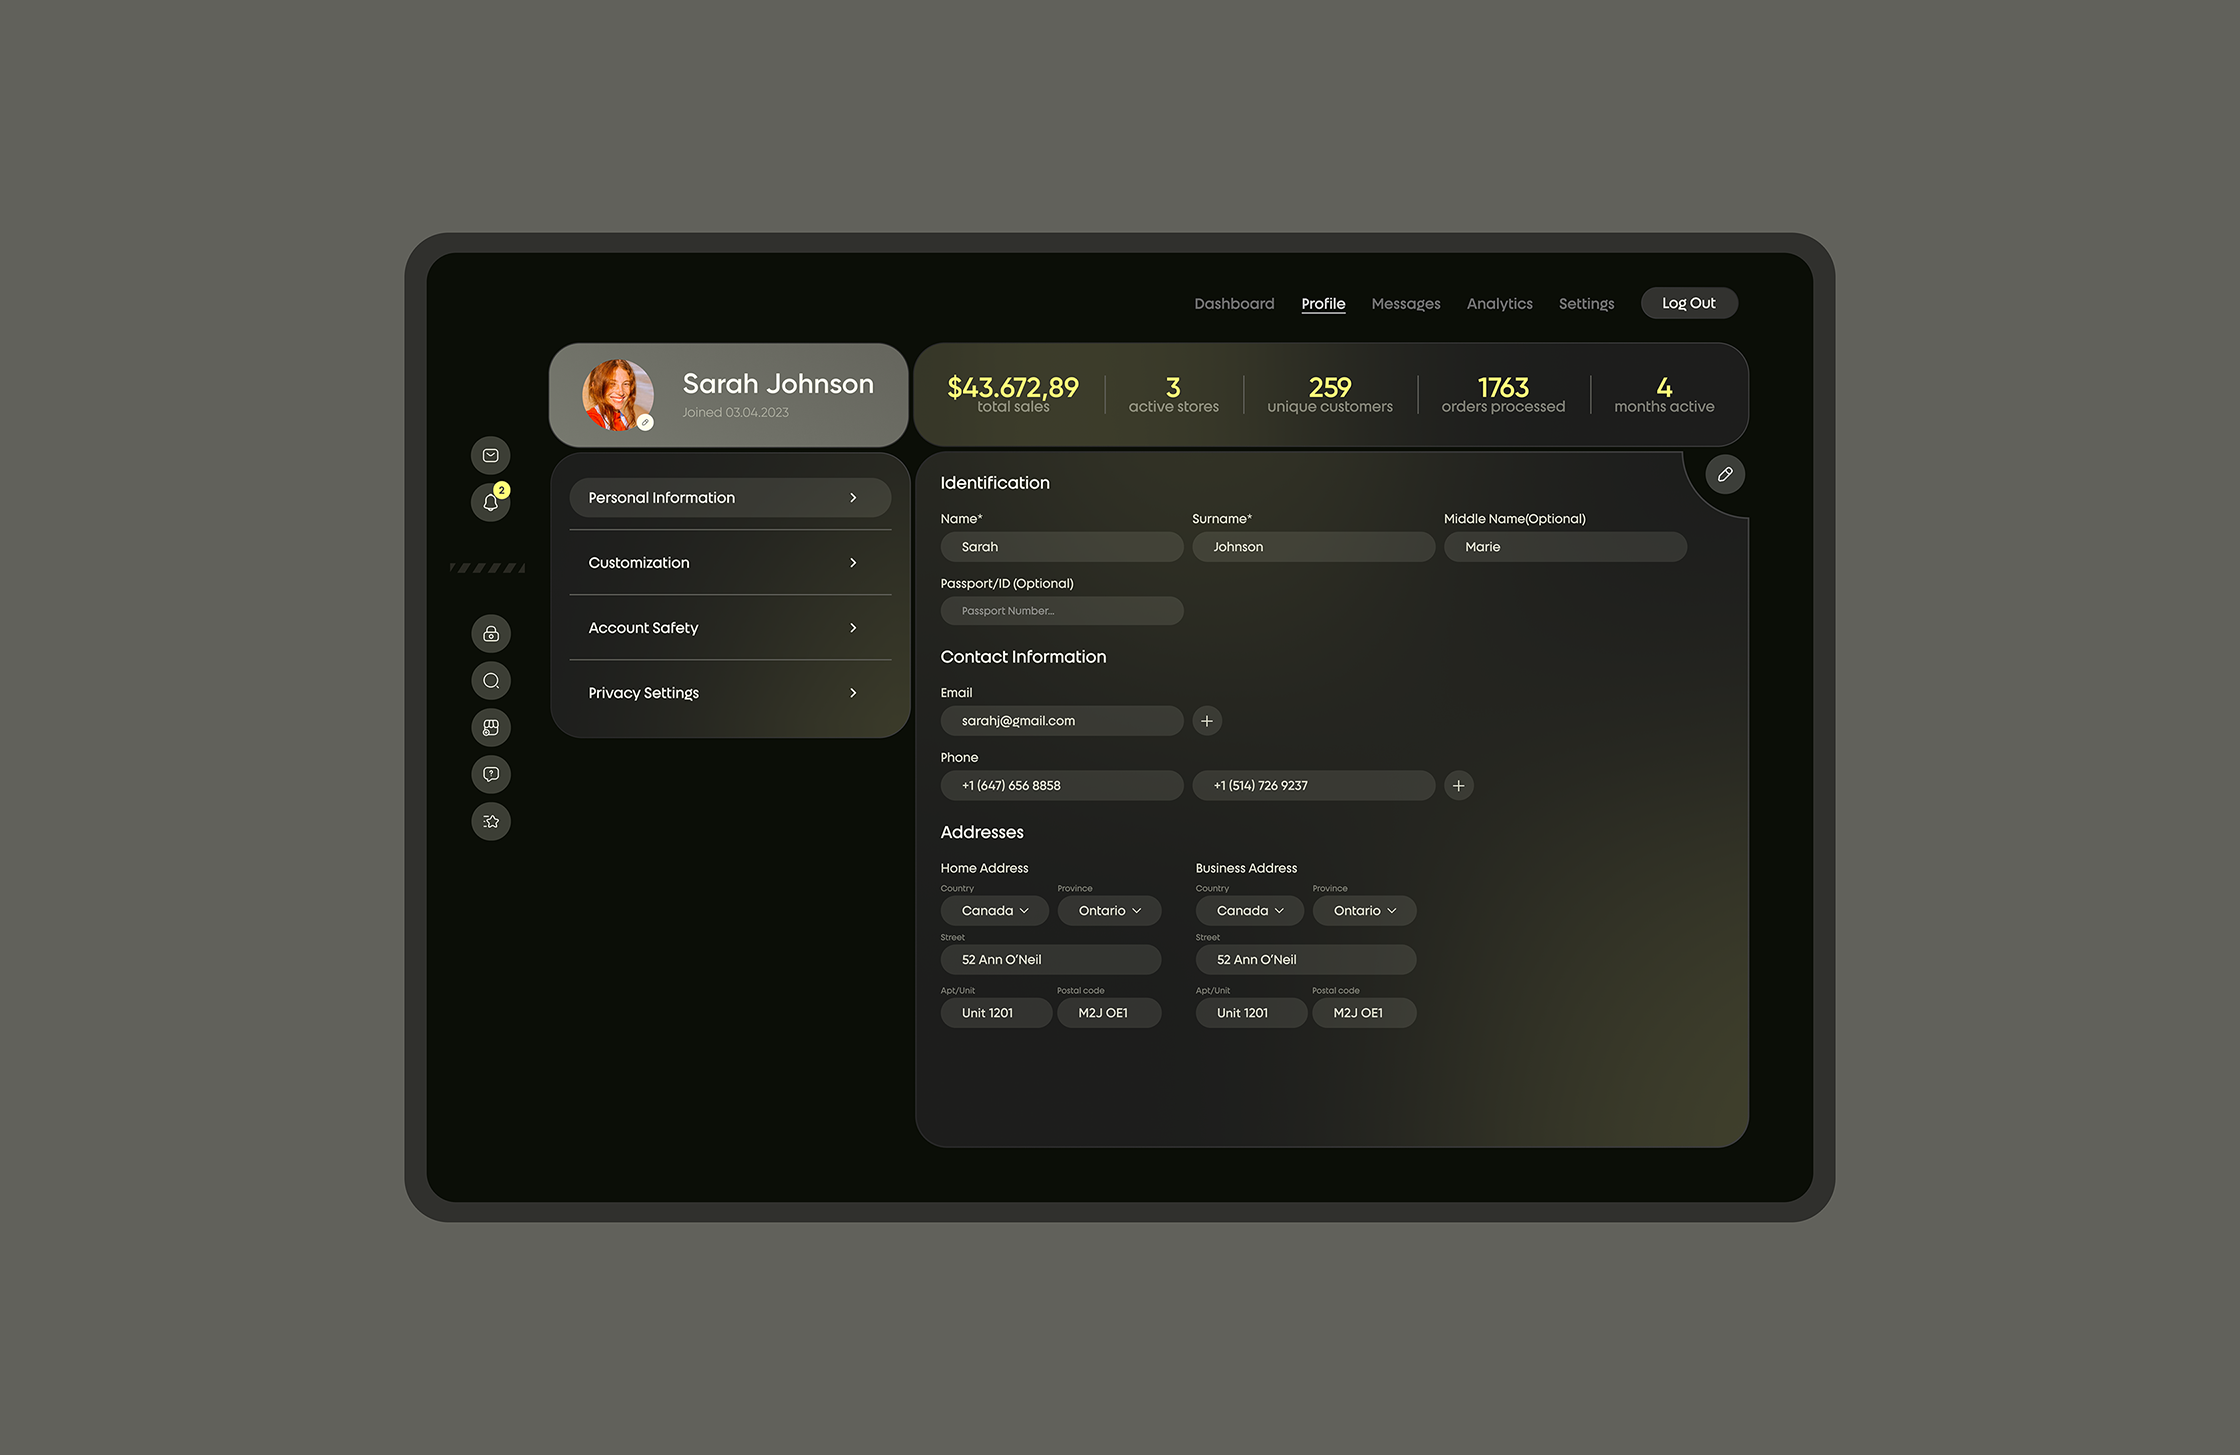 Dashboard Profile Messages Analytics Settings Log Out
Sarah Johnson
Joined 03.04.2023
$43.672,89 3 259 1763 4
total sales active stores unique customers orders processed months active
2
Personal Information
Customization
Account Safety
Privacy Settings
Identification
Name* Surname* Middle Name(Optional)
Sarah Johnson Marie
Passport/ID (Optional)
Passport Number...
Contact Information
Email
sarahj@gmail.com
Phone
+1 (647) 656 8858 +1 (514) 726 9237
Addresses
Home Address Business Address
Country Province Country Province
Canada Ontario Canada Ontario
Street Street
52 Ann O'Neil 52 Ann O'Neil
Apt/Unit Postal code Apt/Unit Postal code
Unit 1201 M2J OE1 Unit 1201 M2J OE1